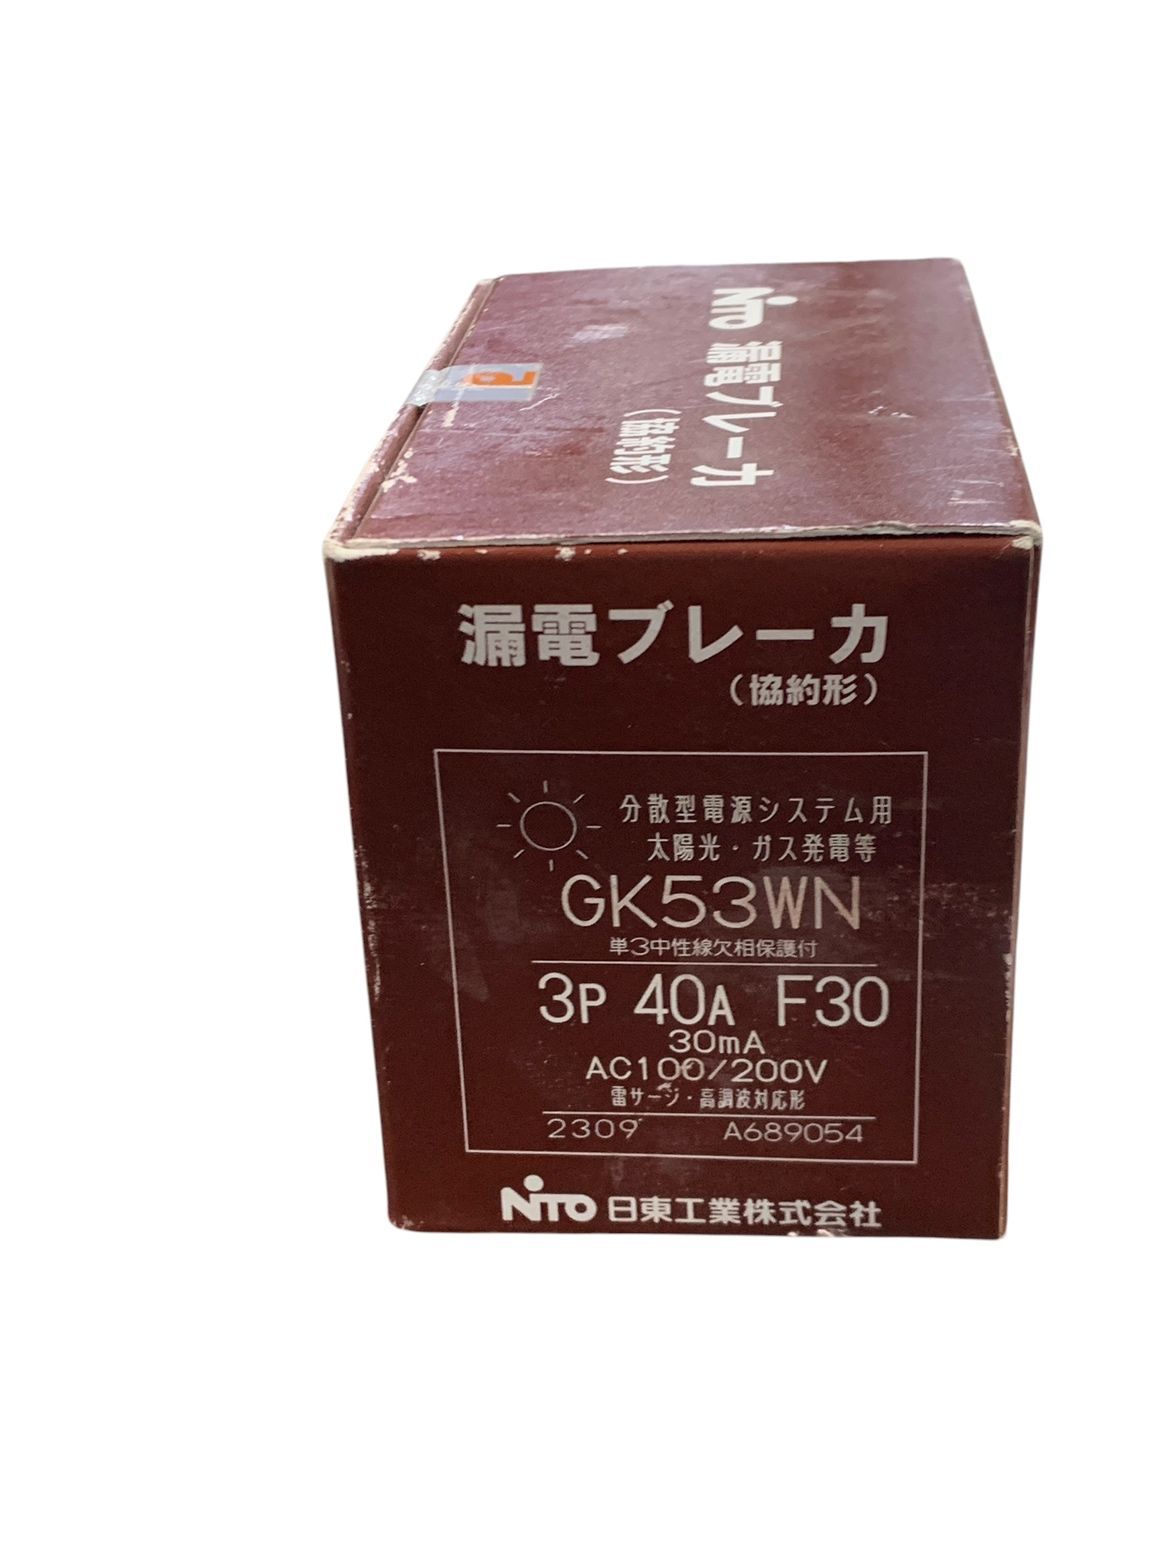 NITO 漏電ブレーカ
(協約形)
漏電ブレーカ
(協約形)
分散型電源システム用
太陽光・ガス発電等
GK53WN
単3中性線欠相保護付
3P 40A F30
30mA
AC100/200V
雷サージ・高調波対応形
2309 A689054
NITO 日東工業株式会社